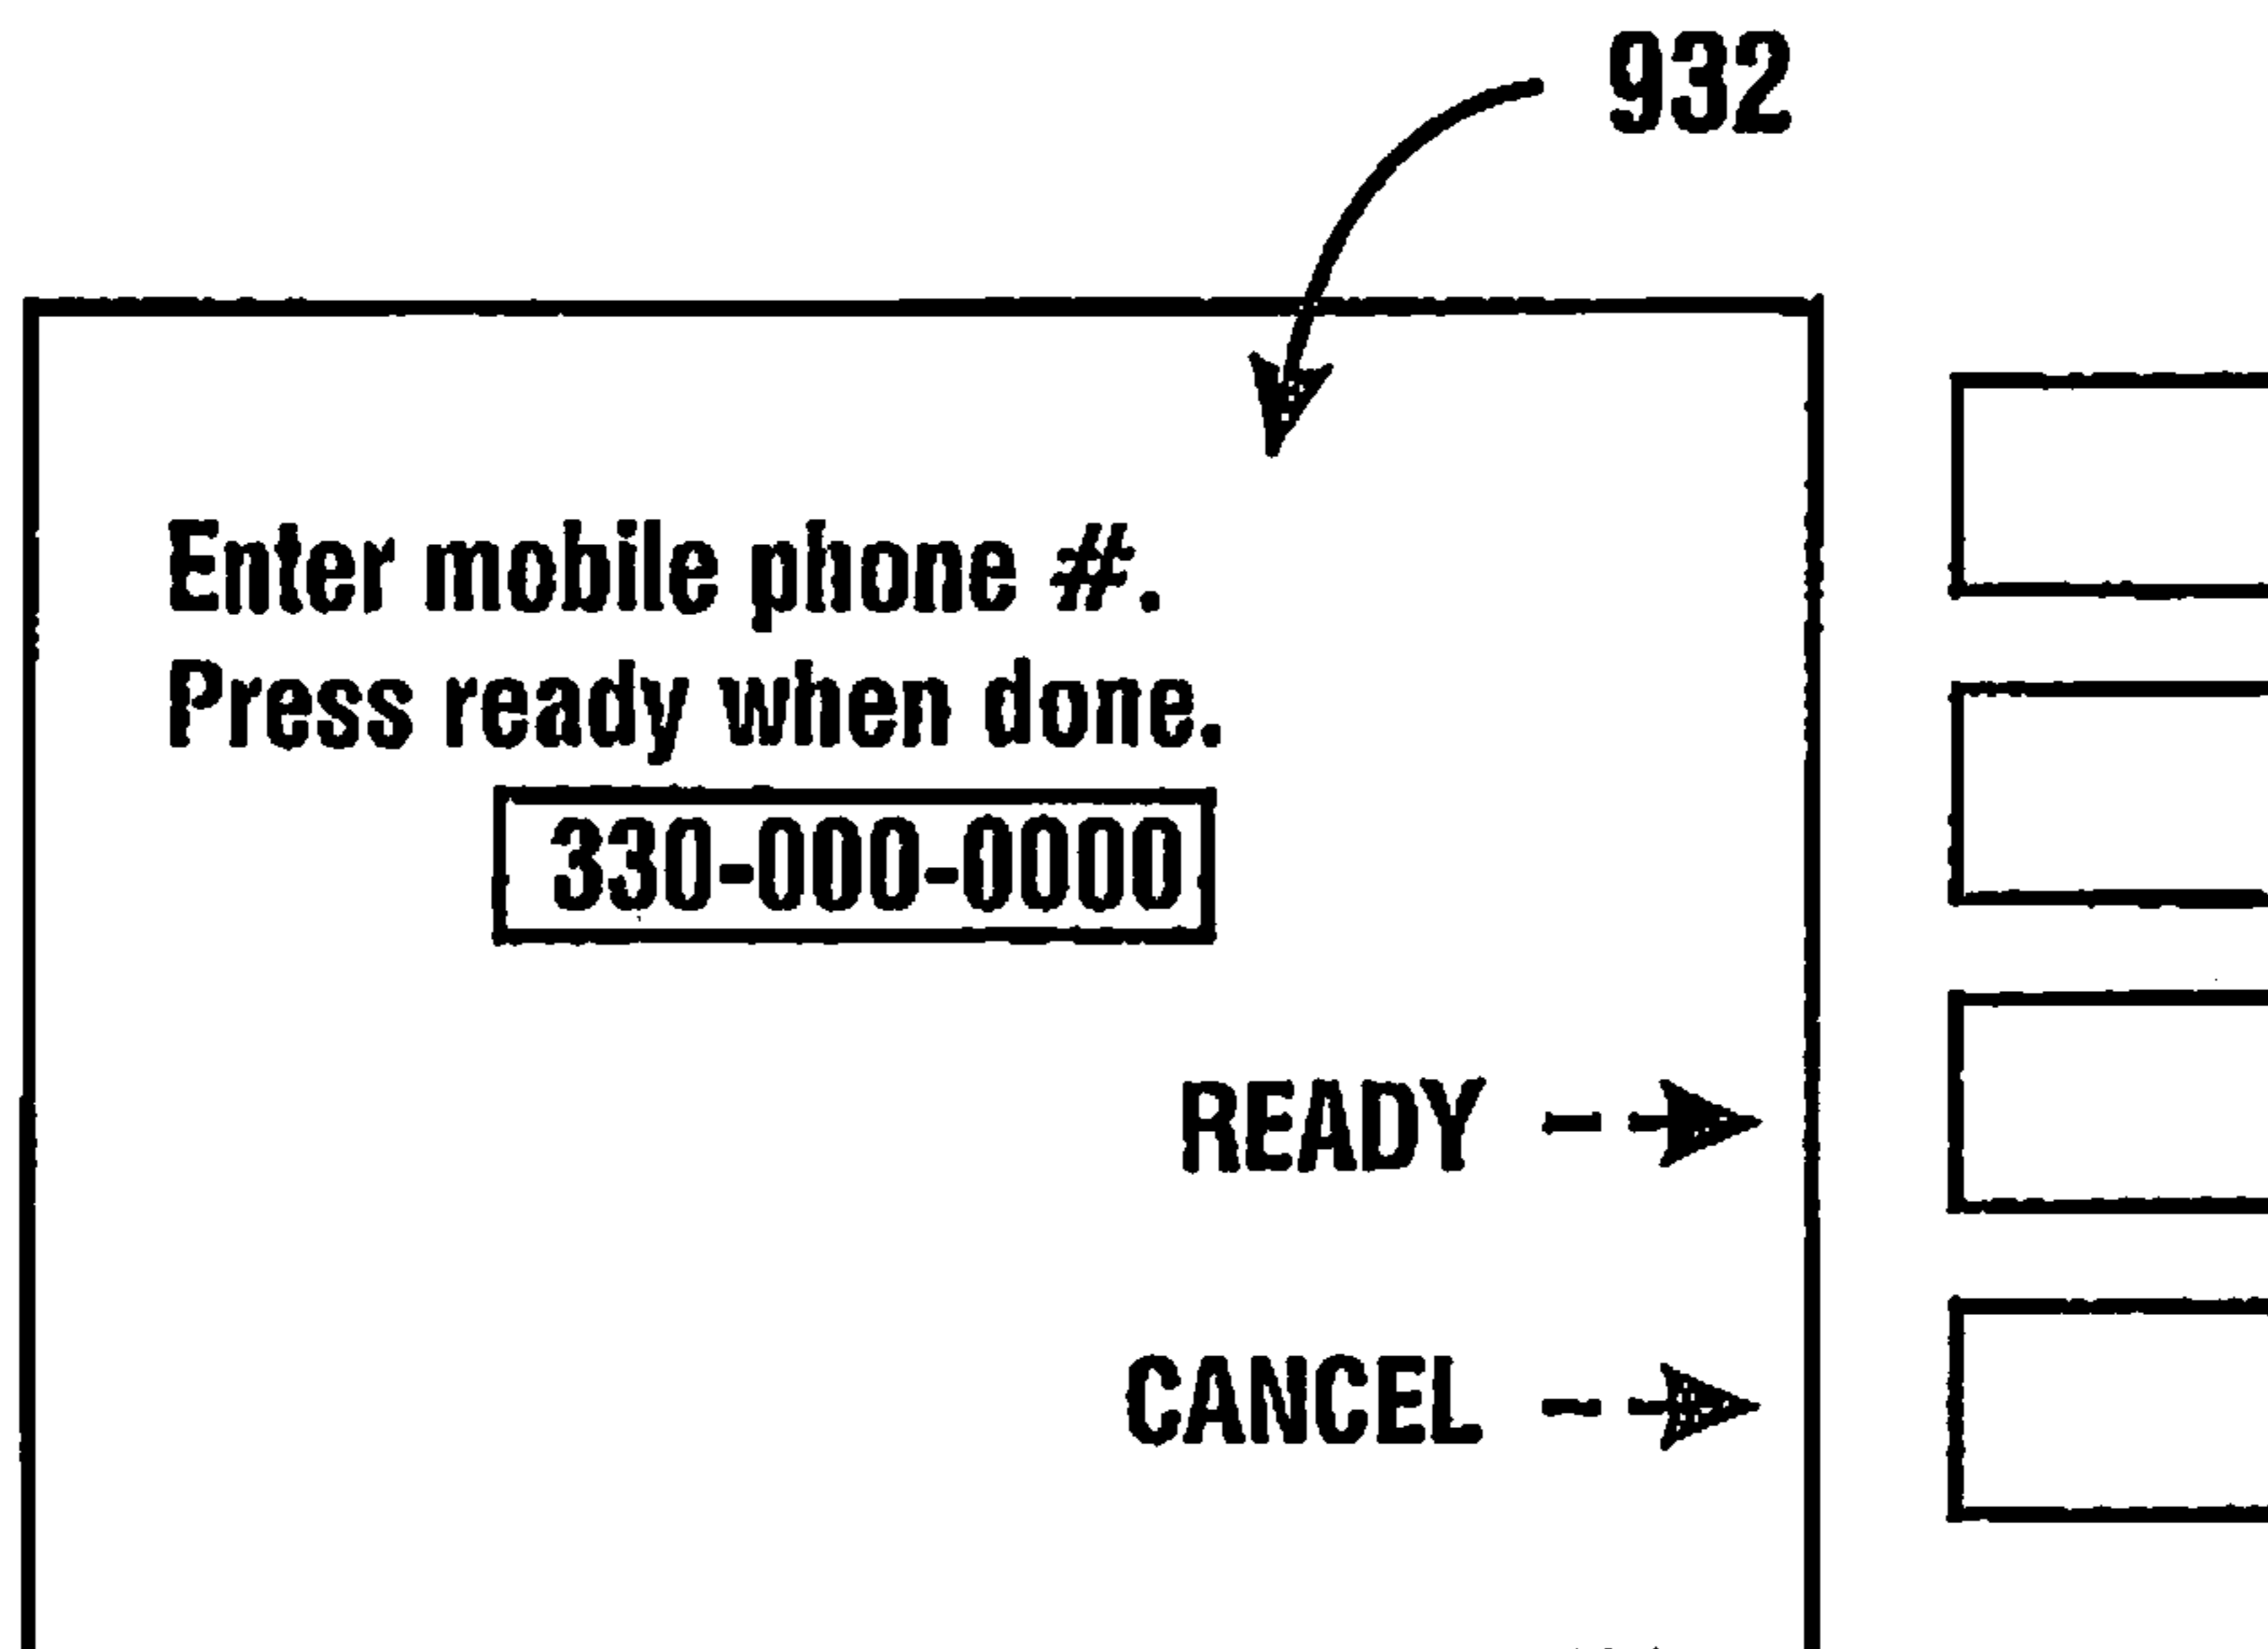 932
Enter mobile phone #.
Press ready when done.
330-000-0000
READY
CANCEL